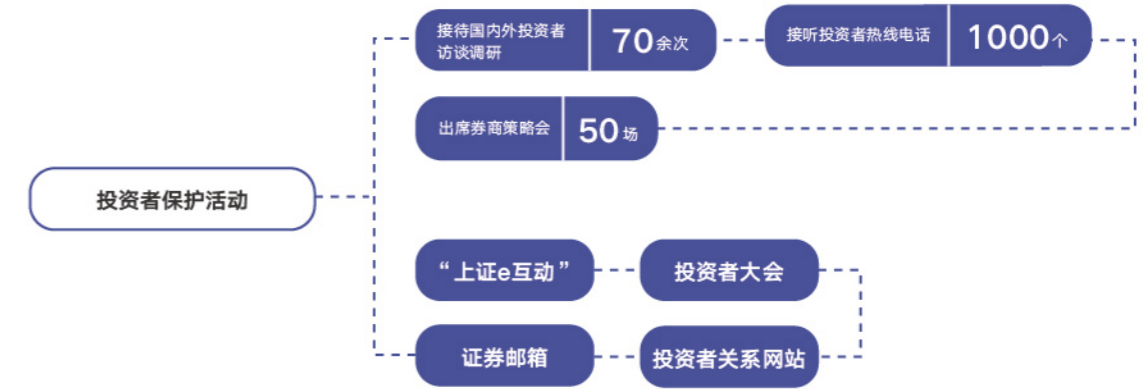 接待国内外投资者
访谈调研
70余次
接听投资者热线电话
1000个
出席券商策略会
50场
投资者保护活动
“上证e互动”
投资者大会
证券邮箱
投资者关系网站